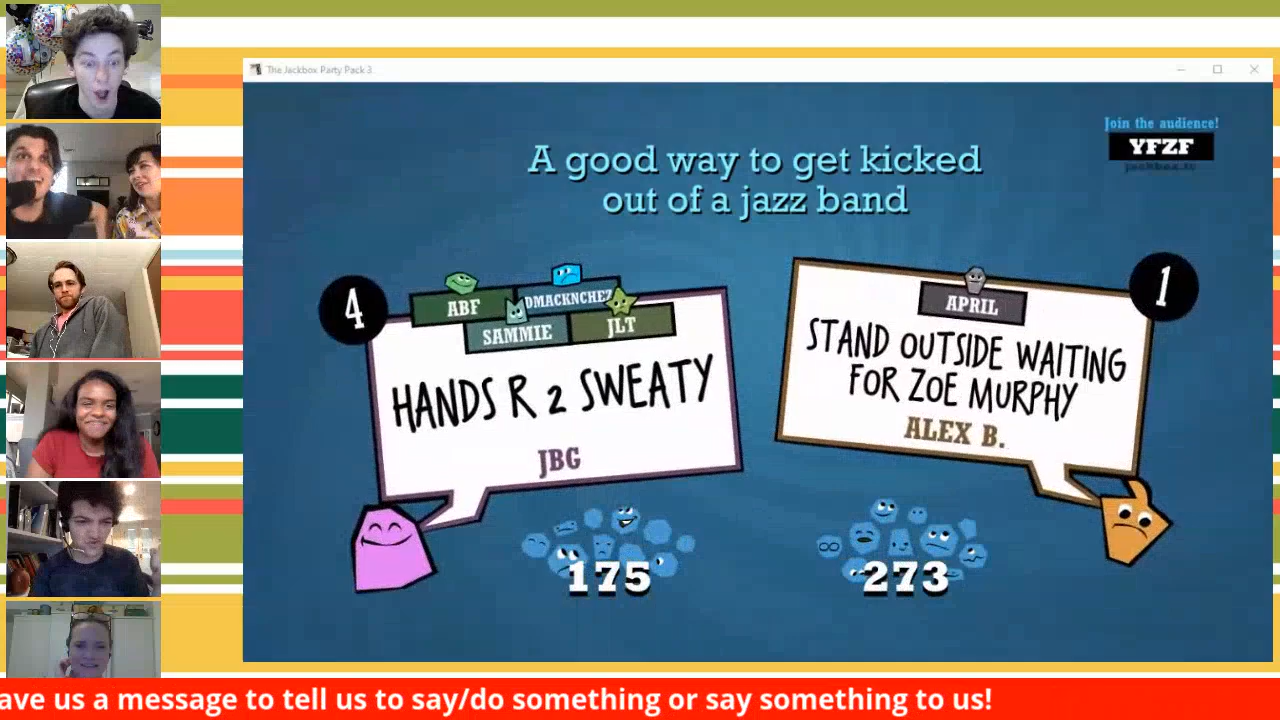 The Jackbox Party Pack 3
Join the audience!
YFZF
jackbox.tv
A good way to get kicked
out of a jazz band
4
ABF
DMACKNCHEZ
SAMMIE
JLT
HANDS R 2 SWEATY
JBG
175
1
APRIL
STAND OUTSIDE WAITING
FOR ZOE MURPHY
ALEX B.
273
ave us a message to tell us to say/do something or say something to us!